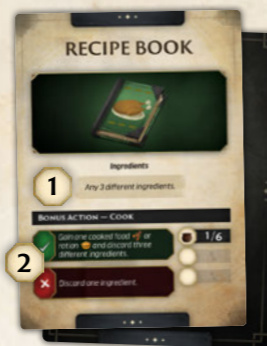 RECIPE BOOK
Ingredients
1
Any 3 different ingredients.
BONUS ACTION — COOK
Gain one cooked food or
ration and discard three
different ingredients.
1/6
2
Discard one ingredient.